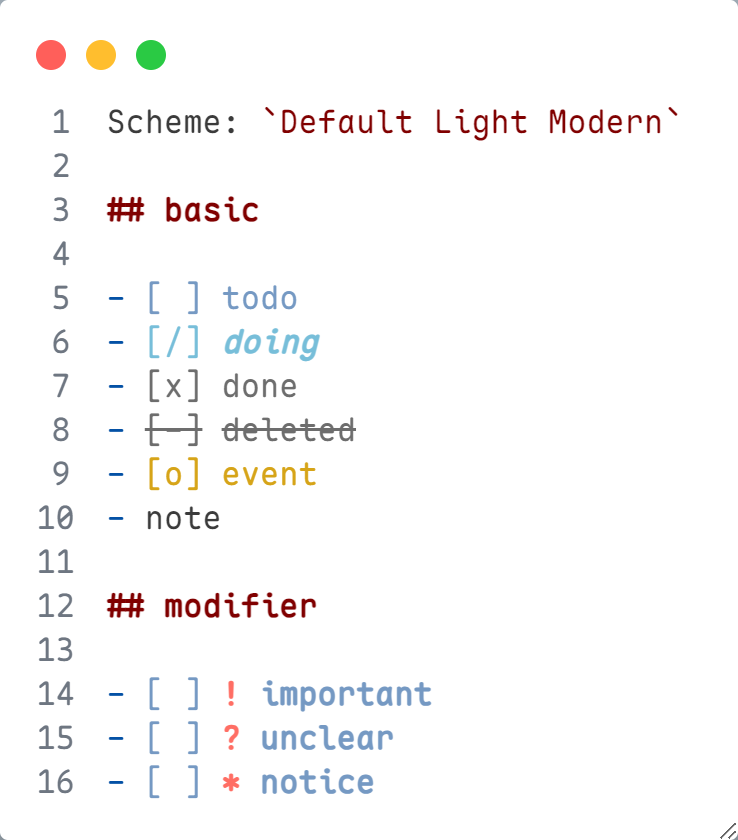 1 Scheme: `Default Light Modern`
2
3 ## basic
4
5 - [ ] todo
6 - [/] doing
7 - [x] done
8 - [-] deleted
9 - [o] event
10 - note
11
12 ## modifier
13
14 - [ ] ! important
15 - [ ] ? unclear
16 - [ ] * notice